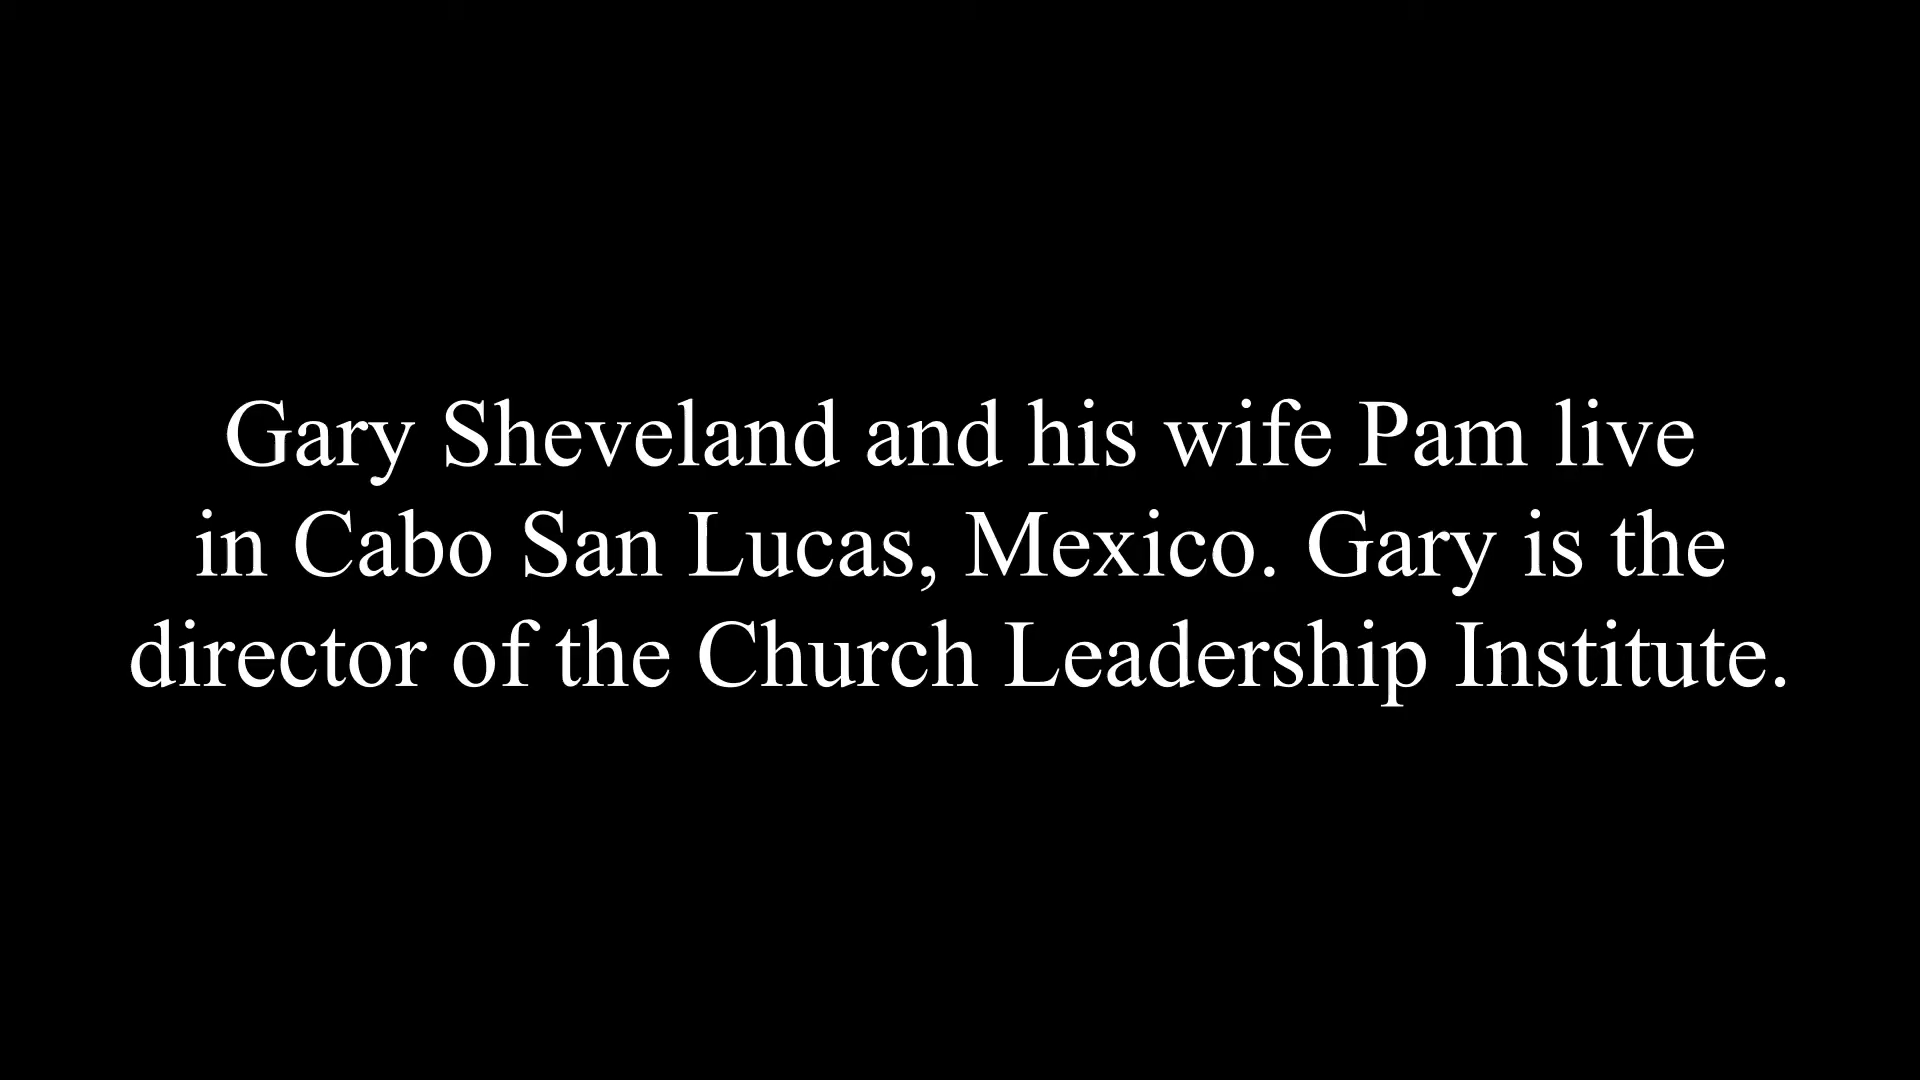 Gary Sheveland and his wife Pam live
in Cabo San Lucas, Mexico. Gary is the
director of the Church Leadership Institute.